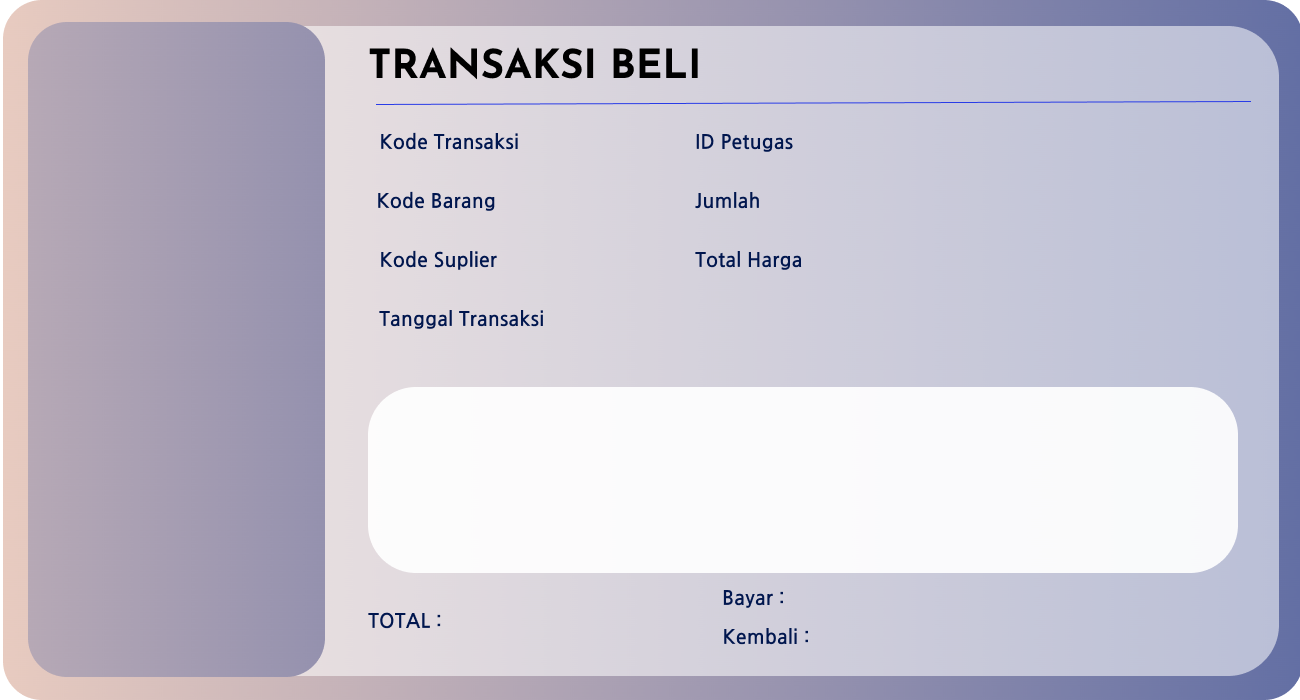 TRANSAKSI BELI
Kode Transaksi
ID Petugas
Kode Barang
Jumlah
Kode Suplier
Total Harga
Tanggal Transaksi
Bayar :
TOTAL :
Kembali :